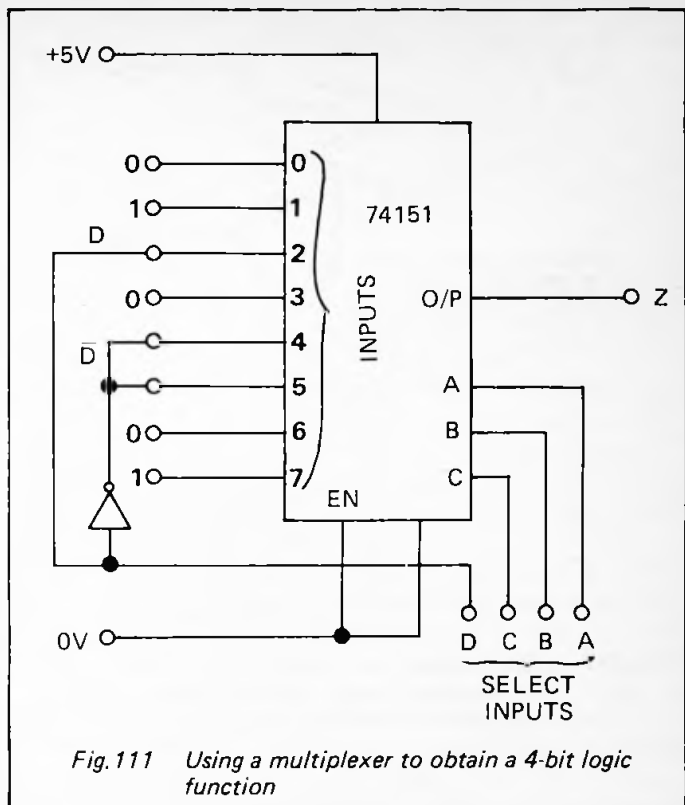 +5V
0 0
1 1 74151
D
2
0 3 O/P Z
INPUTS
D̅ 4
5 A
0 6 B
1 7 C
EN
0V
D C B A
SELECT
INPUTS
Fig. 111 Using a multiplexer to obtain a 4-bit logic
function